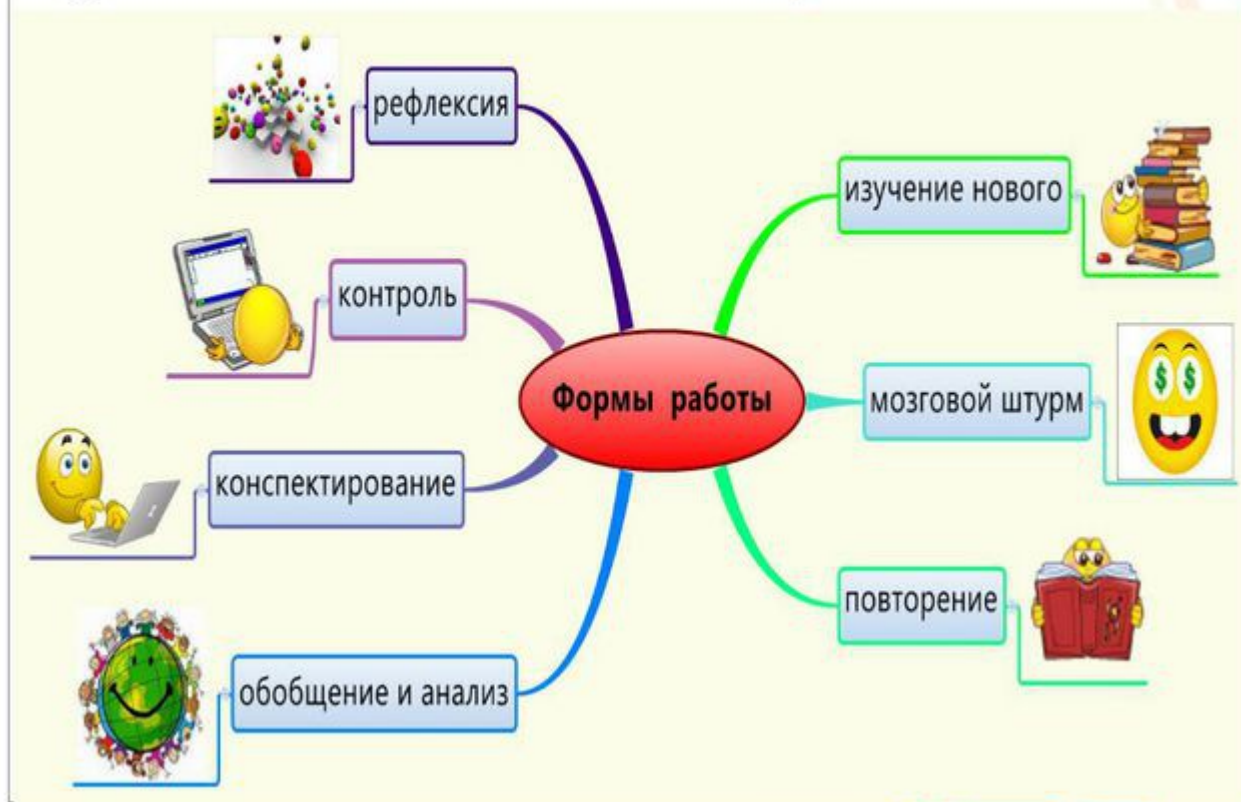 рефлексия
изучение нового
контроль
Формы работы
мозговой штурм
конспектирование
повторение
обобщение и анализ